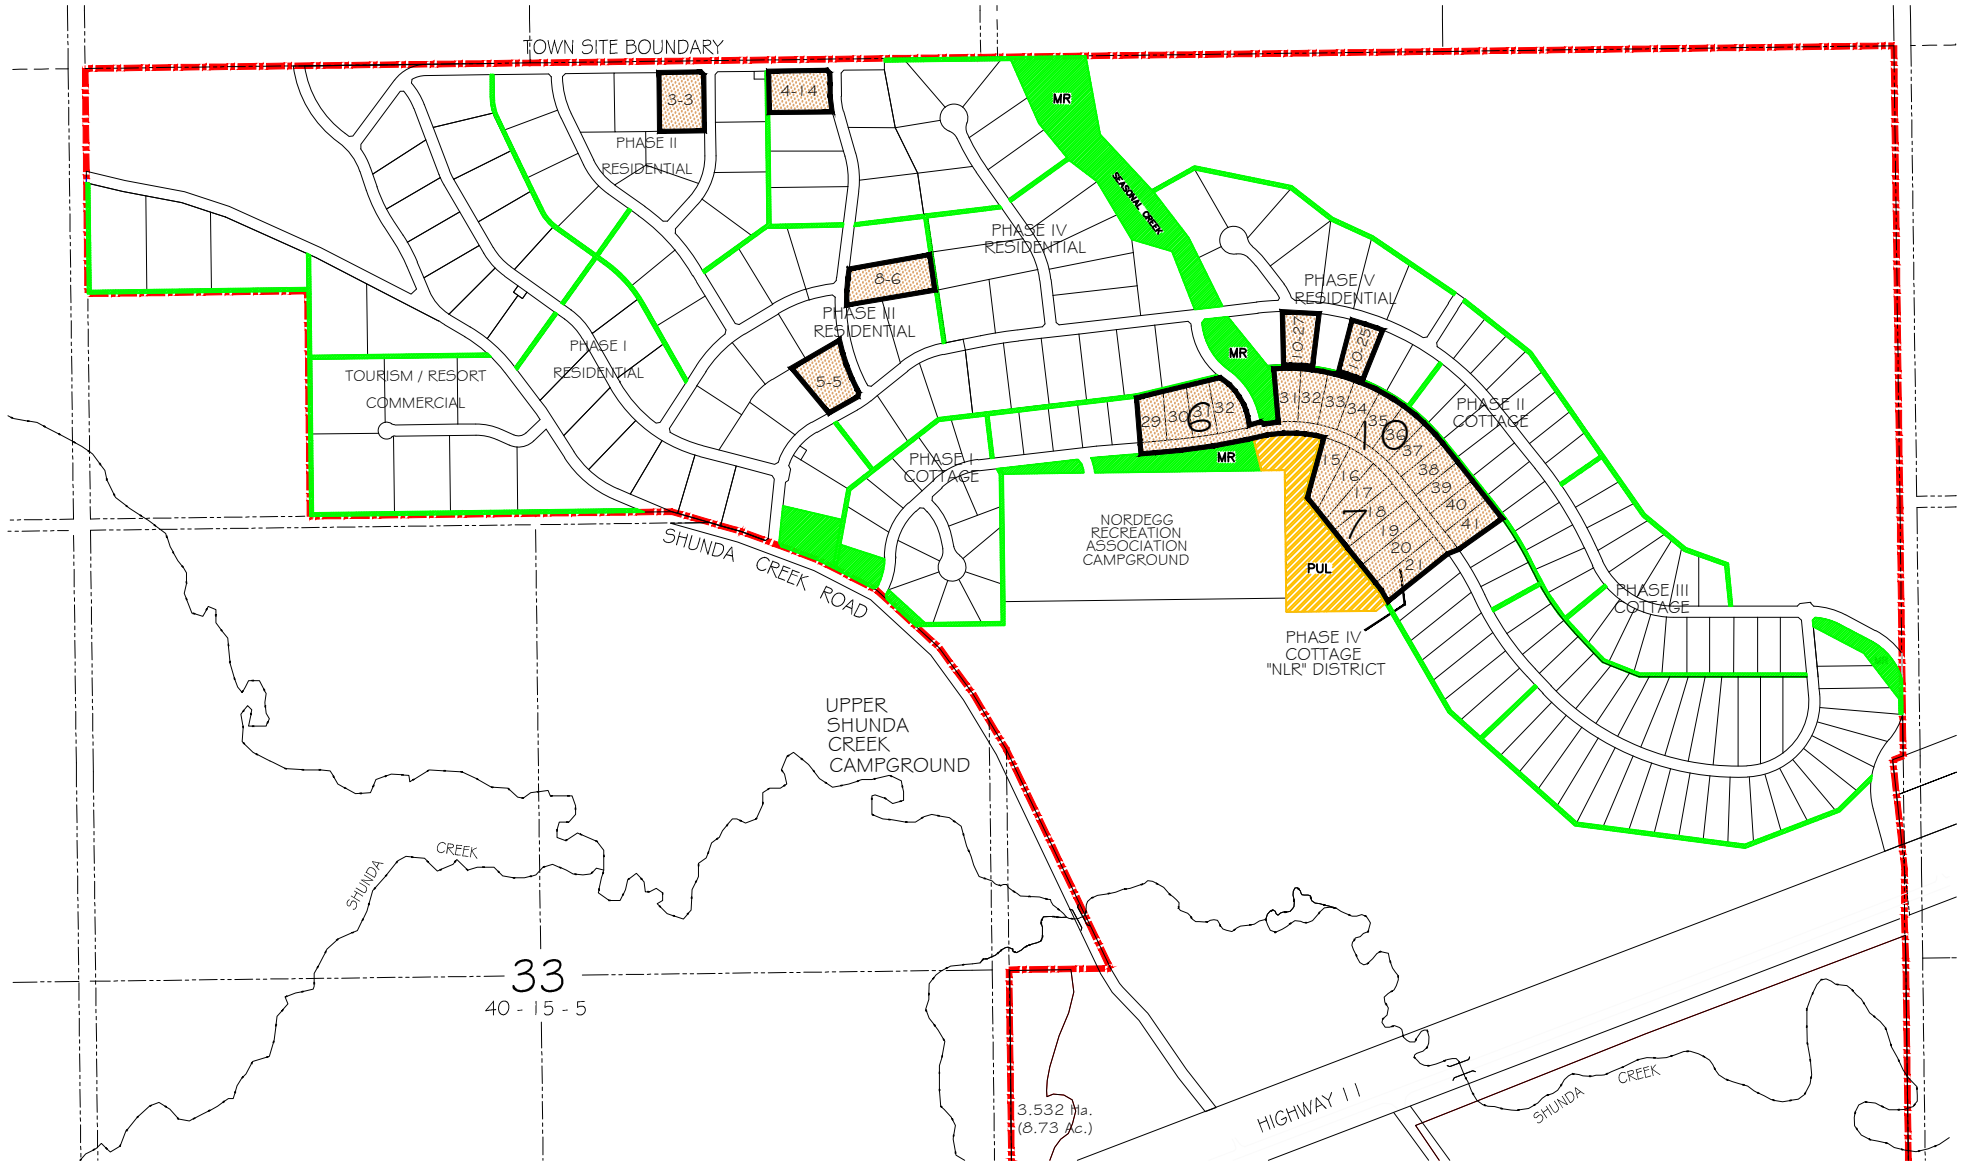 TOWN SITE BOUNDARY
3-3
4-14
MR
PHASE II
RESIDENTIAL
SEASONAL CREEK
PHASE IV
RESIDENTIAL
8-6
PHASE V
RESIDENTIAL
PHASE III
RESIDENTIAL
10-27
10-25
PHASE I
RESIDENTIAL
MR
TOURISM / RESORT
COMMERCIAL
5-5
29
30
31
32
6
31
32
33
34
35
36
37
38
39
40
41
10
PHASE II
COTTAGE
PHASE I
COTTAGE
MR
15
16
17
18
19
20
21
7
NORDEGG
RECREATION
ASSOCIATION
CAMPGROUND
PUL
SHUNDA CREEK ROAD
PHASE III
COTTAGE
PHASE IV
COTTAGE
"NLR" DISTRICT
UPPER
SHUNDA
CREEK
CAMPGROUND
SHUNDA CREEK
33
40 - 15 - 5
3.532 Ha.
(8.73 Ac.)
HIGHWAY 11
SHUNDA CREEK